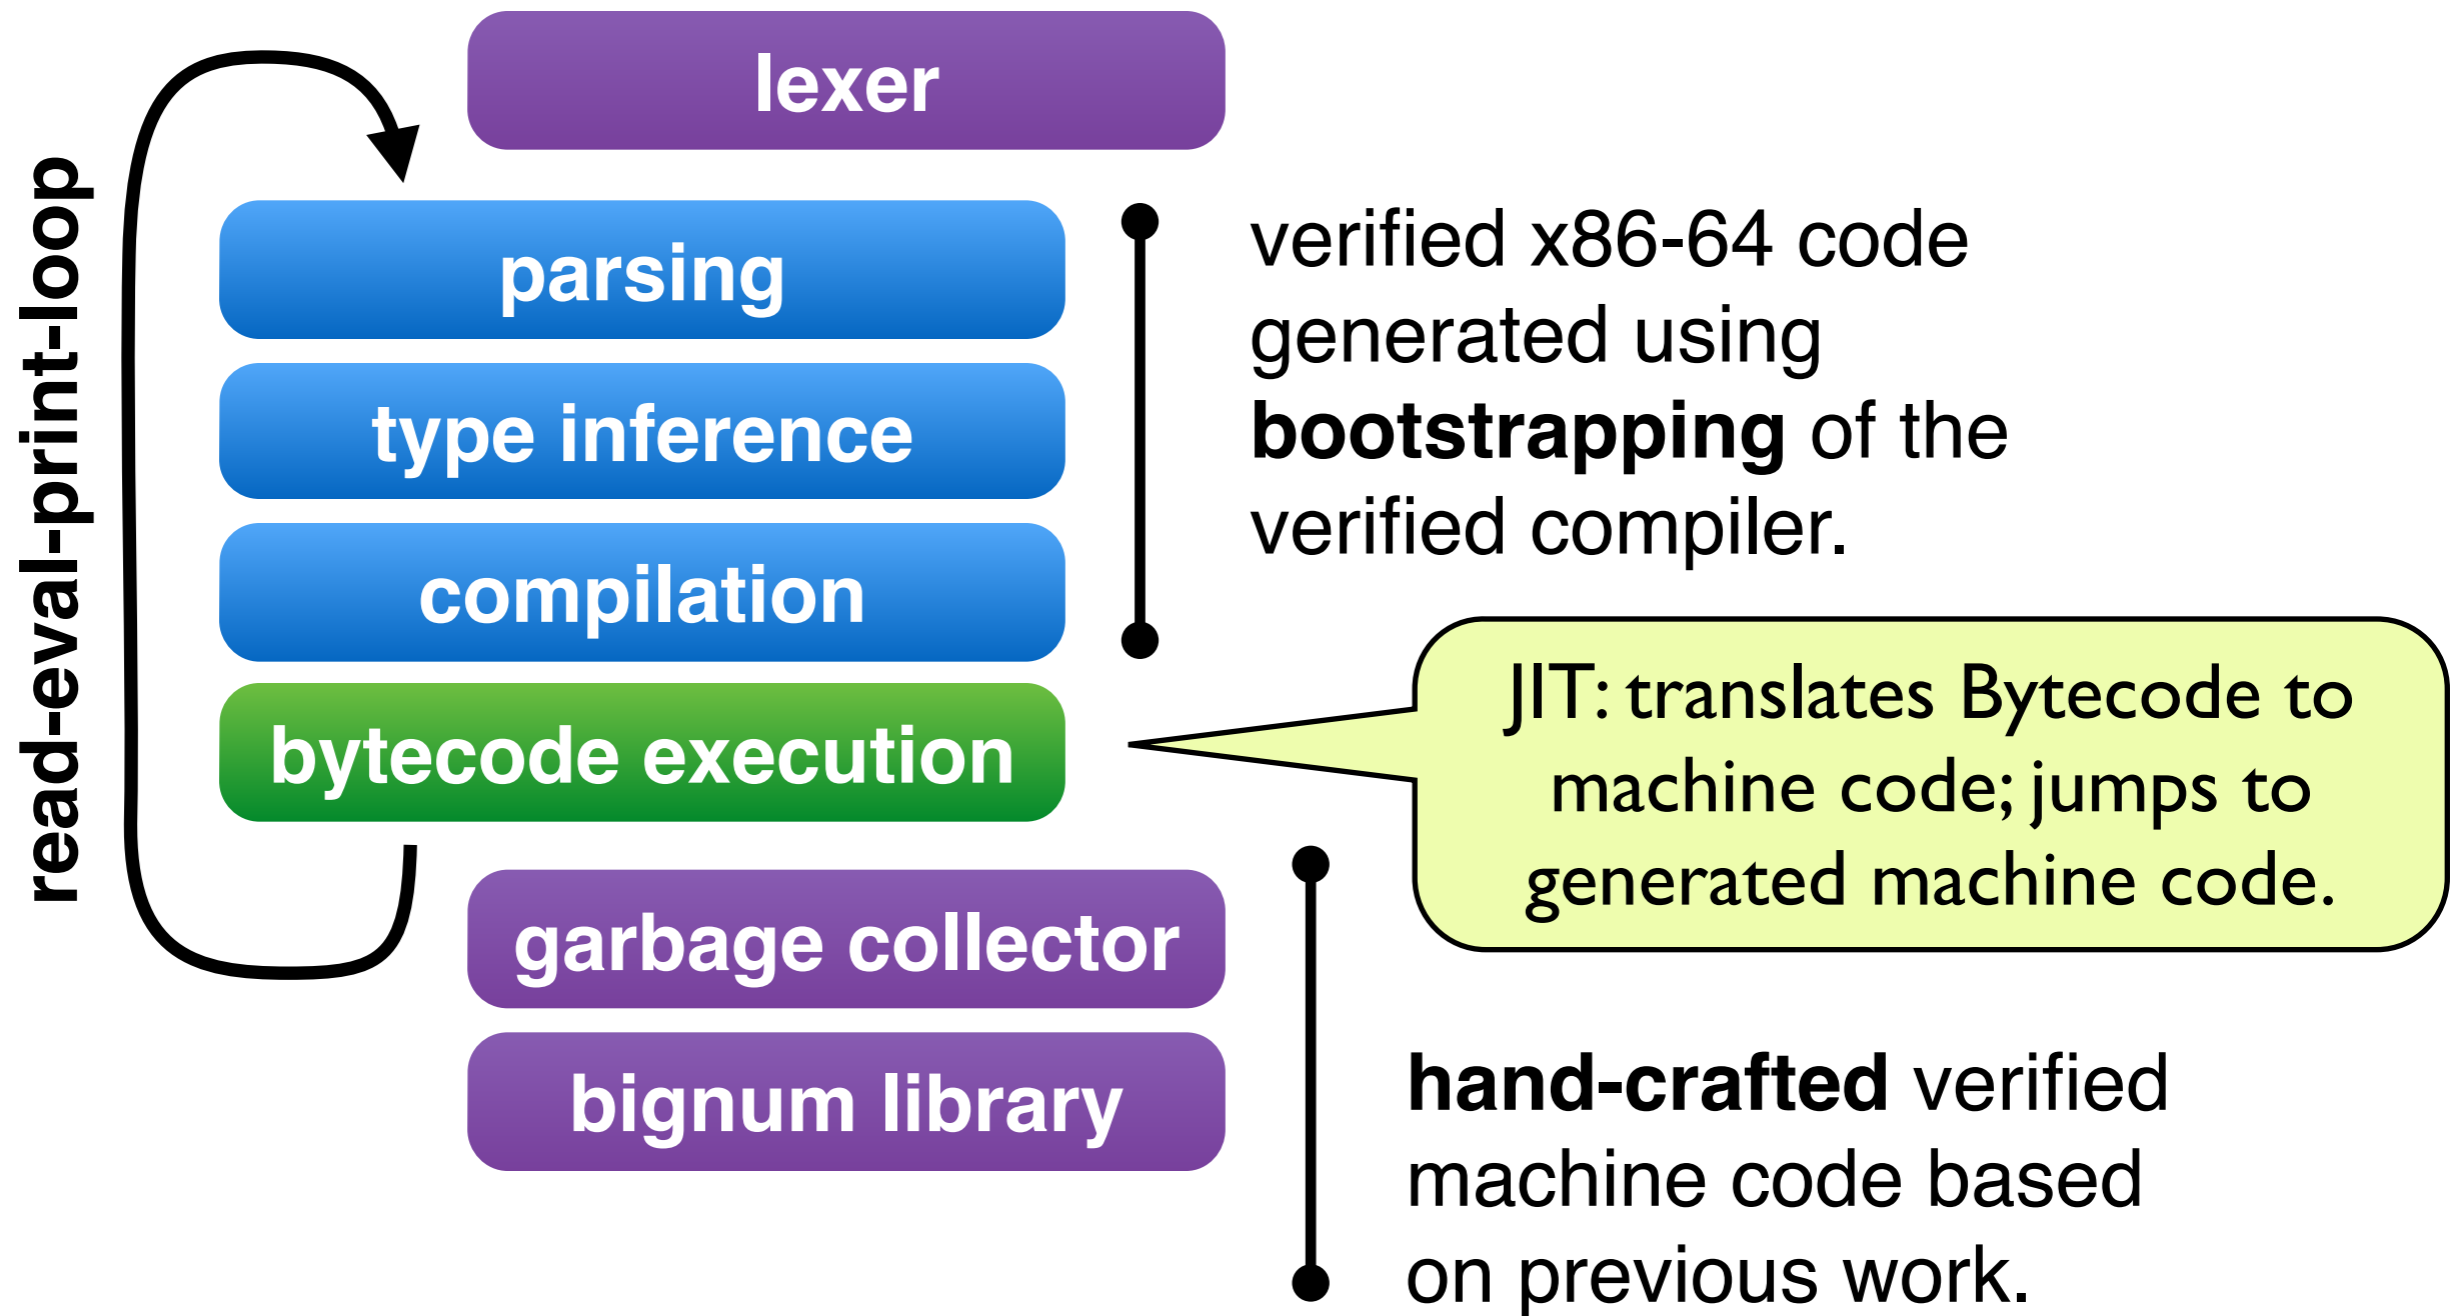 lexer
read-eval-print-loop
parsing
type inference
compilation
bytecode execution
garbage collector
bignum library
verified x86-64 code
generated using
bootstrapping of the
verified compiler.
JIT: translates Bytecode to
machine code; jumps to
generated machine code.
hand-crafted verified
machine code based
on previous work.